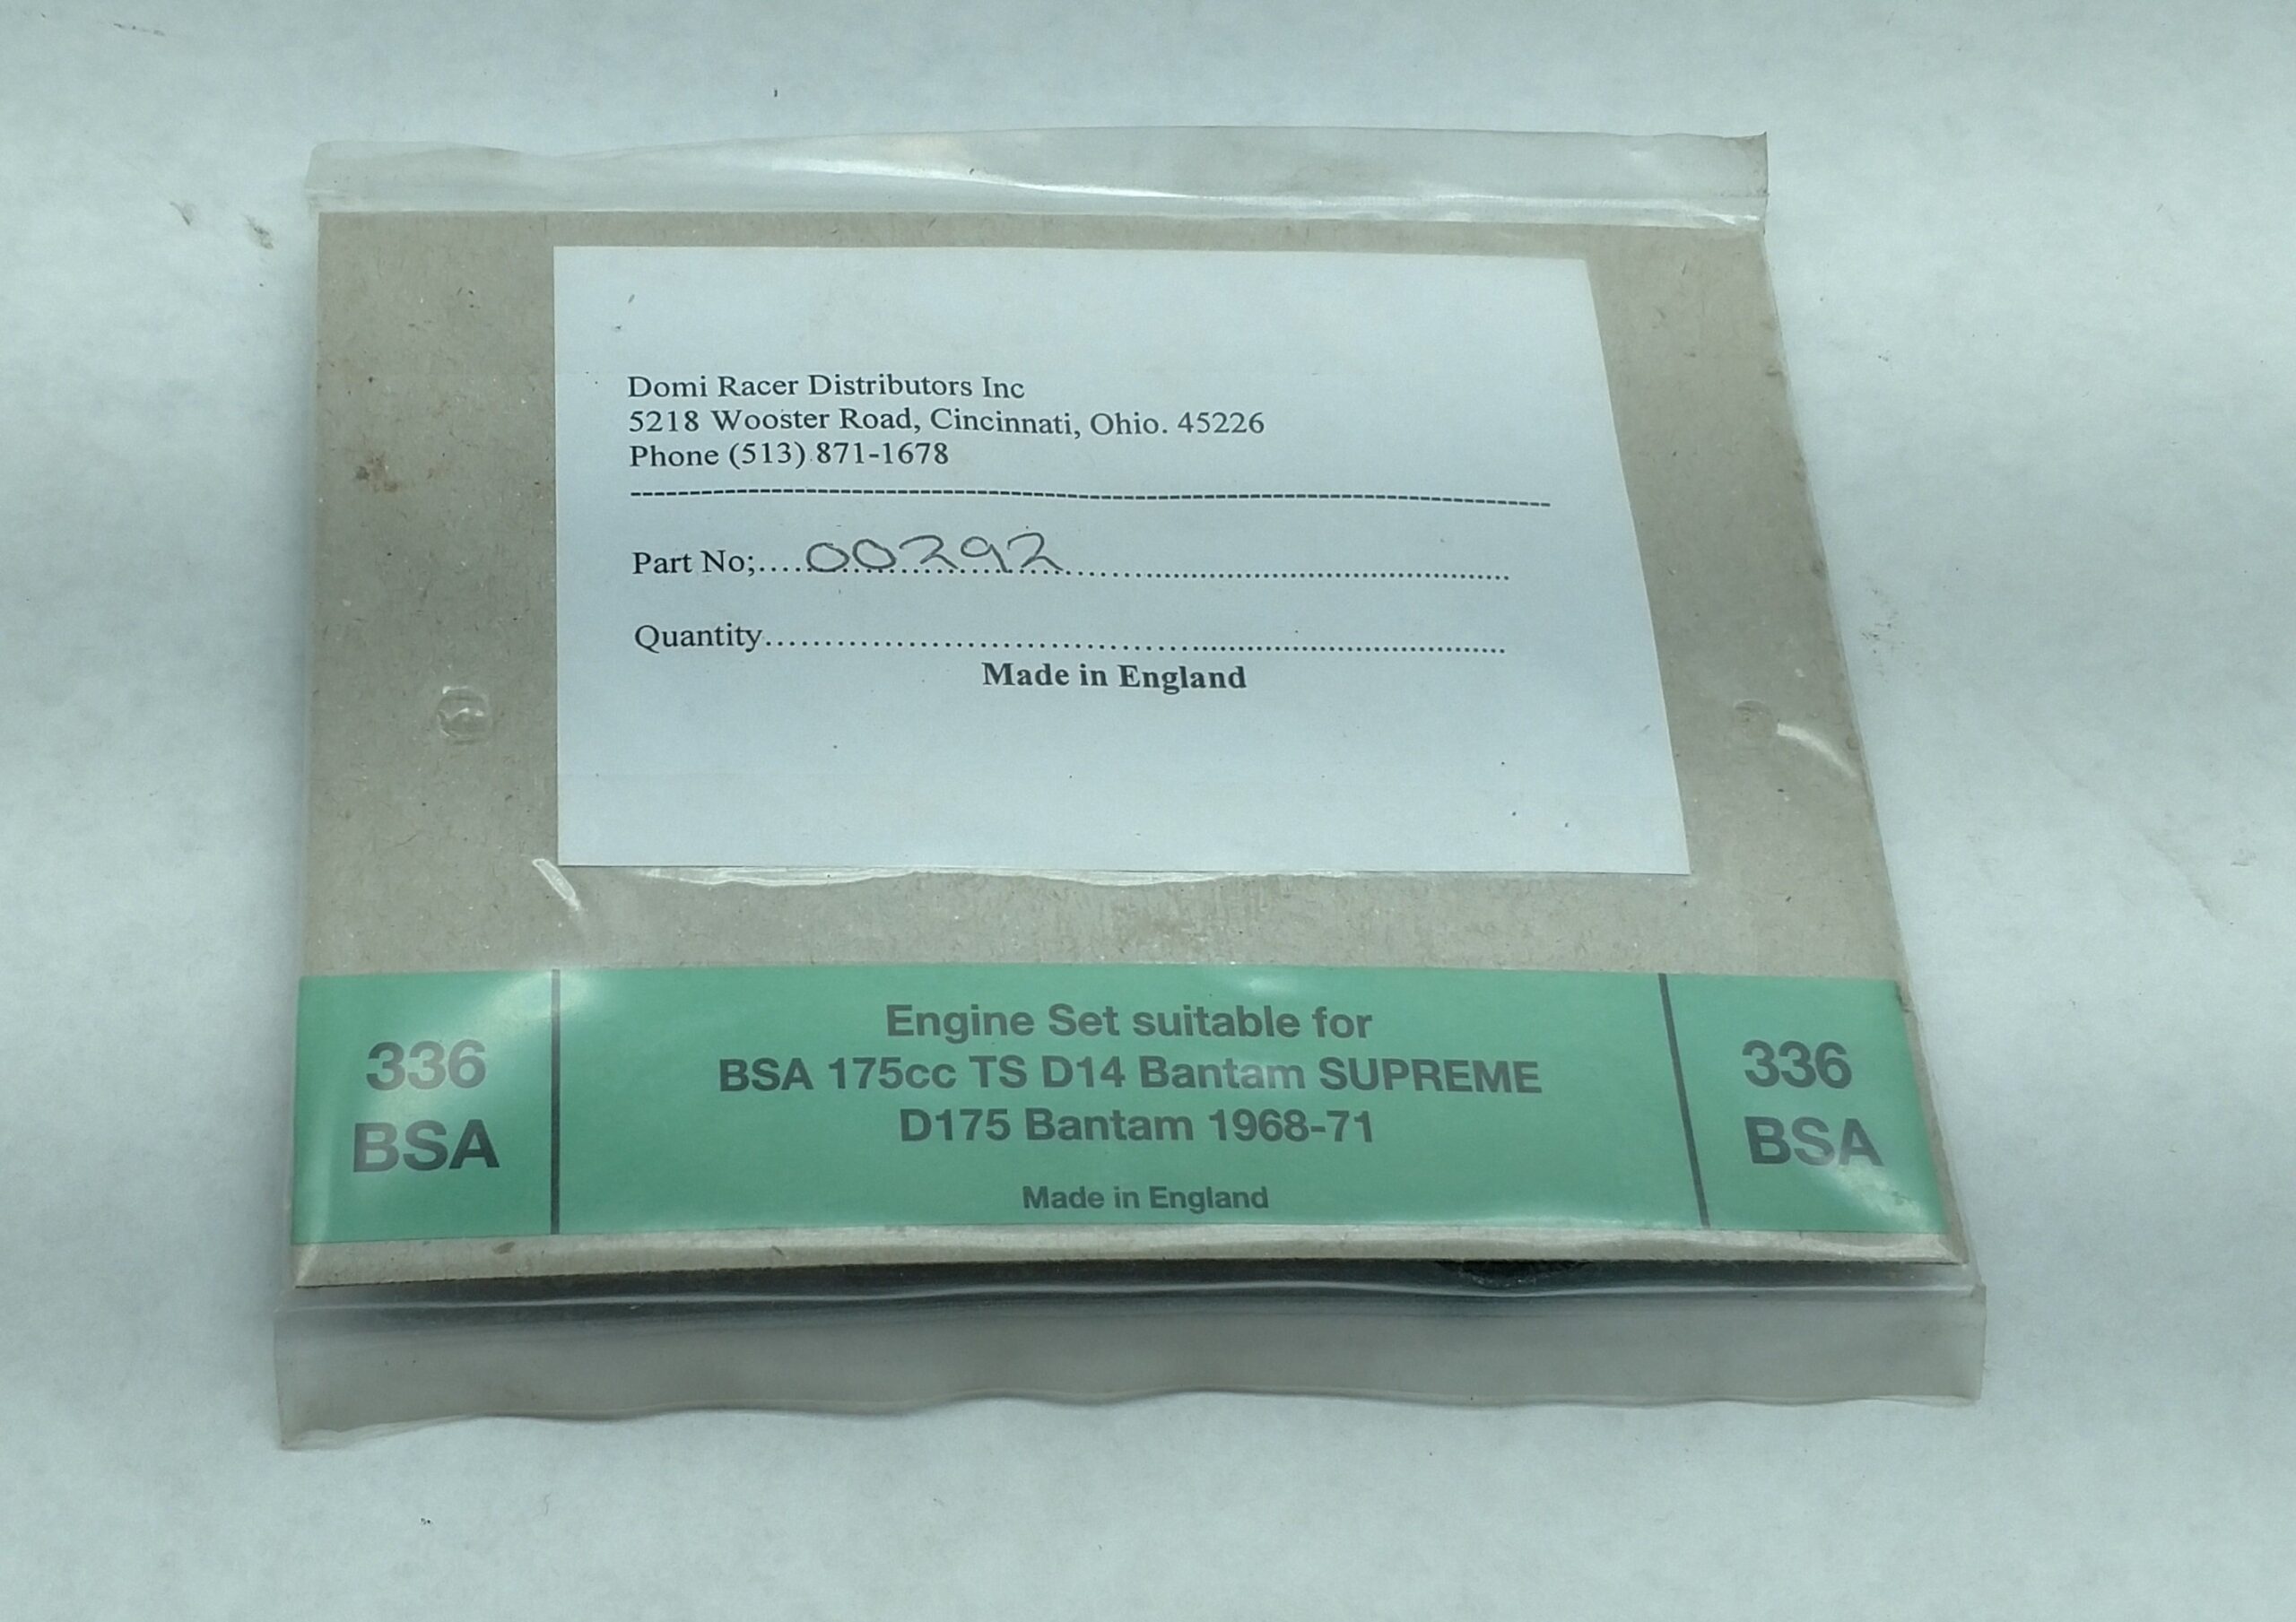 Domi Racer Distributors Inc
5218 Wooster Road, Cincinnati, Ohio. 45226
Phone (513) 871-1678
--------------------------------------------------------------------------------
Part No;....00292..............................................................
Quantity...............................................................................
Made in England
336
BSA
Engine Set suitable for
BSA 175cc TS D14 Bantam SUPREME
D175 Bantam 1968-71
Made in England
336
BSA